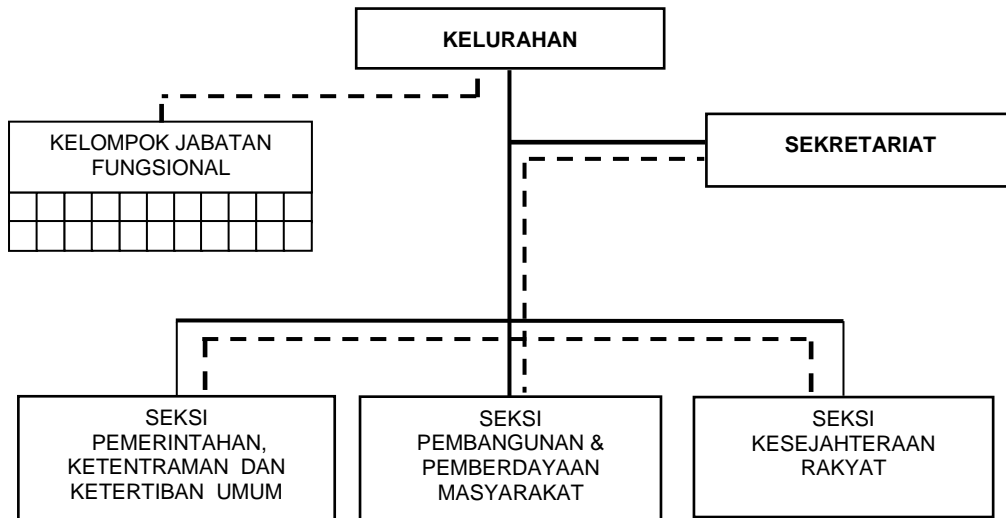 KELURAHAN
KELOMPOK JABATAN
FUNGSIONAL
SEKRETARIAT
SEKSI
PEMERINTAHAN,
KETENTRAMAN DAN
KETERTIBAN UMUM
SEKSI
PEMBANGUNAN &
PEMBERDAYAAN
MASYARAKAT
SEKSI
KESEJAHTERAAN
RAKYAT